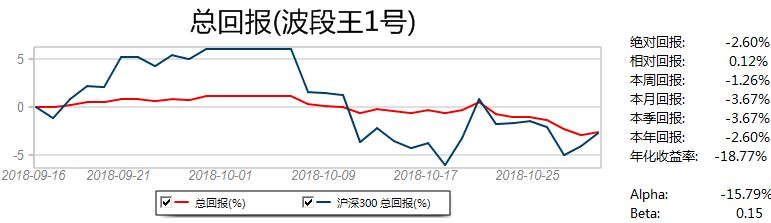 总回报(波段王1号)
5
0
-5
2018-09-16 2018-09-21 2018-10-01 2018-10-09 2018-10-17 2018-10-25
总回报(%) 沪深300 总回报(%)
绝对回报: -2.60%
相对回报: 0.12%
本周回报: -1.26%
本月回报: -3.67%
本季回报: -3.67%
本年回报: -2.60%
年化收益率: -18.77%
Alpha: -15.79%
Beta: 0.15